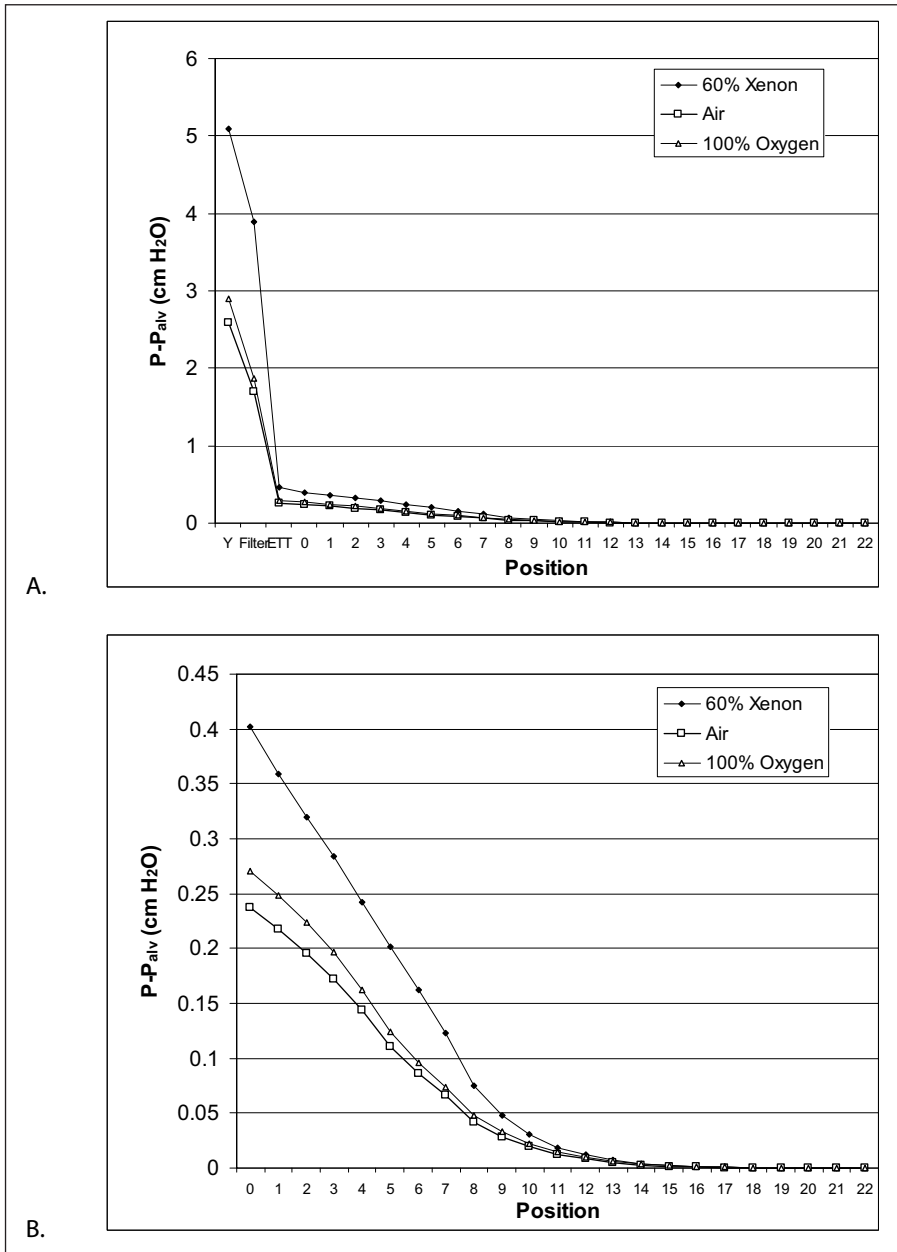 6
5
4
3
2
1
0
P-Palv (cm H2O)
60% Xenon
Air
100% Oxygen
Y Filter ETT 0 1 2 3 4 5 6 7 8 9 10 11 12 13 14 15 16 17 18 19 20 21 22
Position
A.
0.45
0.4
0.35
0.3
0.25
0.2
0.15
0.1
0.05
0
P-Palv (cm H2O)
60% Xenon
Air
100% Oxygen
0 1 2 3 4 5 6 7 8 9 10 11 12 13 14 15 16 17 18 19 20 21 22
Position
B.